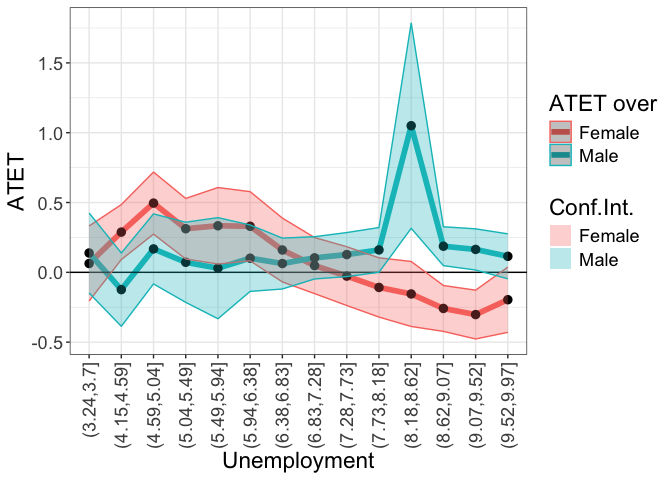 ATET
1.5
1.0
0.5
0.0
-0.5
(3.24,3.7]
(4.15,4.59]
(4.59,5.04]
(5.04,5.49]
(5.49,5.94]
(5.94,6.38]
(6.38,6.83]
(6.83,7.28]
(7.28,7.73]
(7.73,8.18]
(8.18,8.62]
(8.62,9.07]
(9.07,9.52]
(9.52,9.97]
Unemployment
ATET over
Female
Male
Conf.Int.
Female
Male